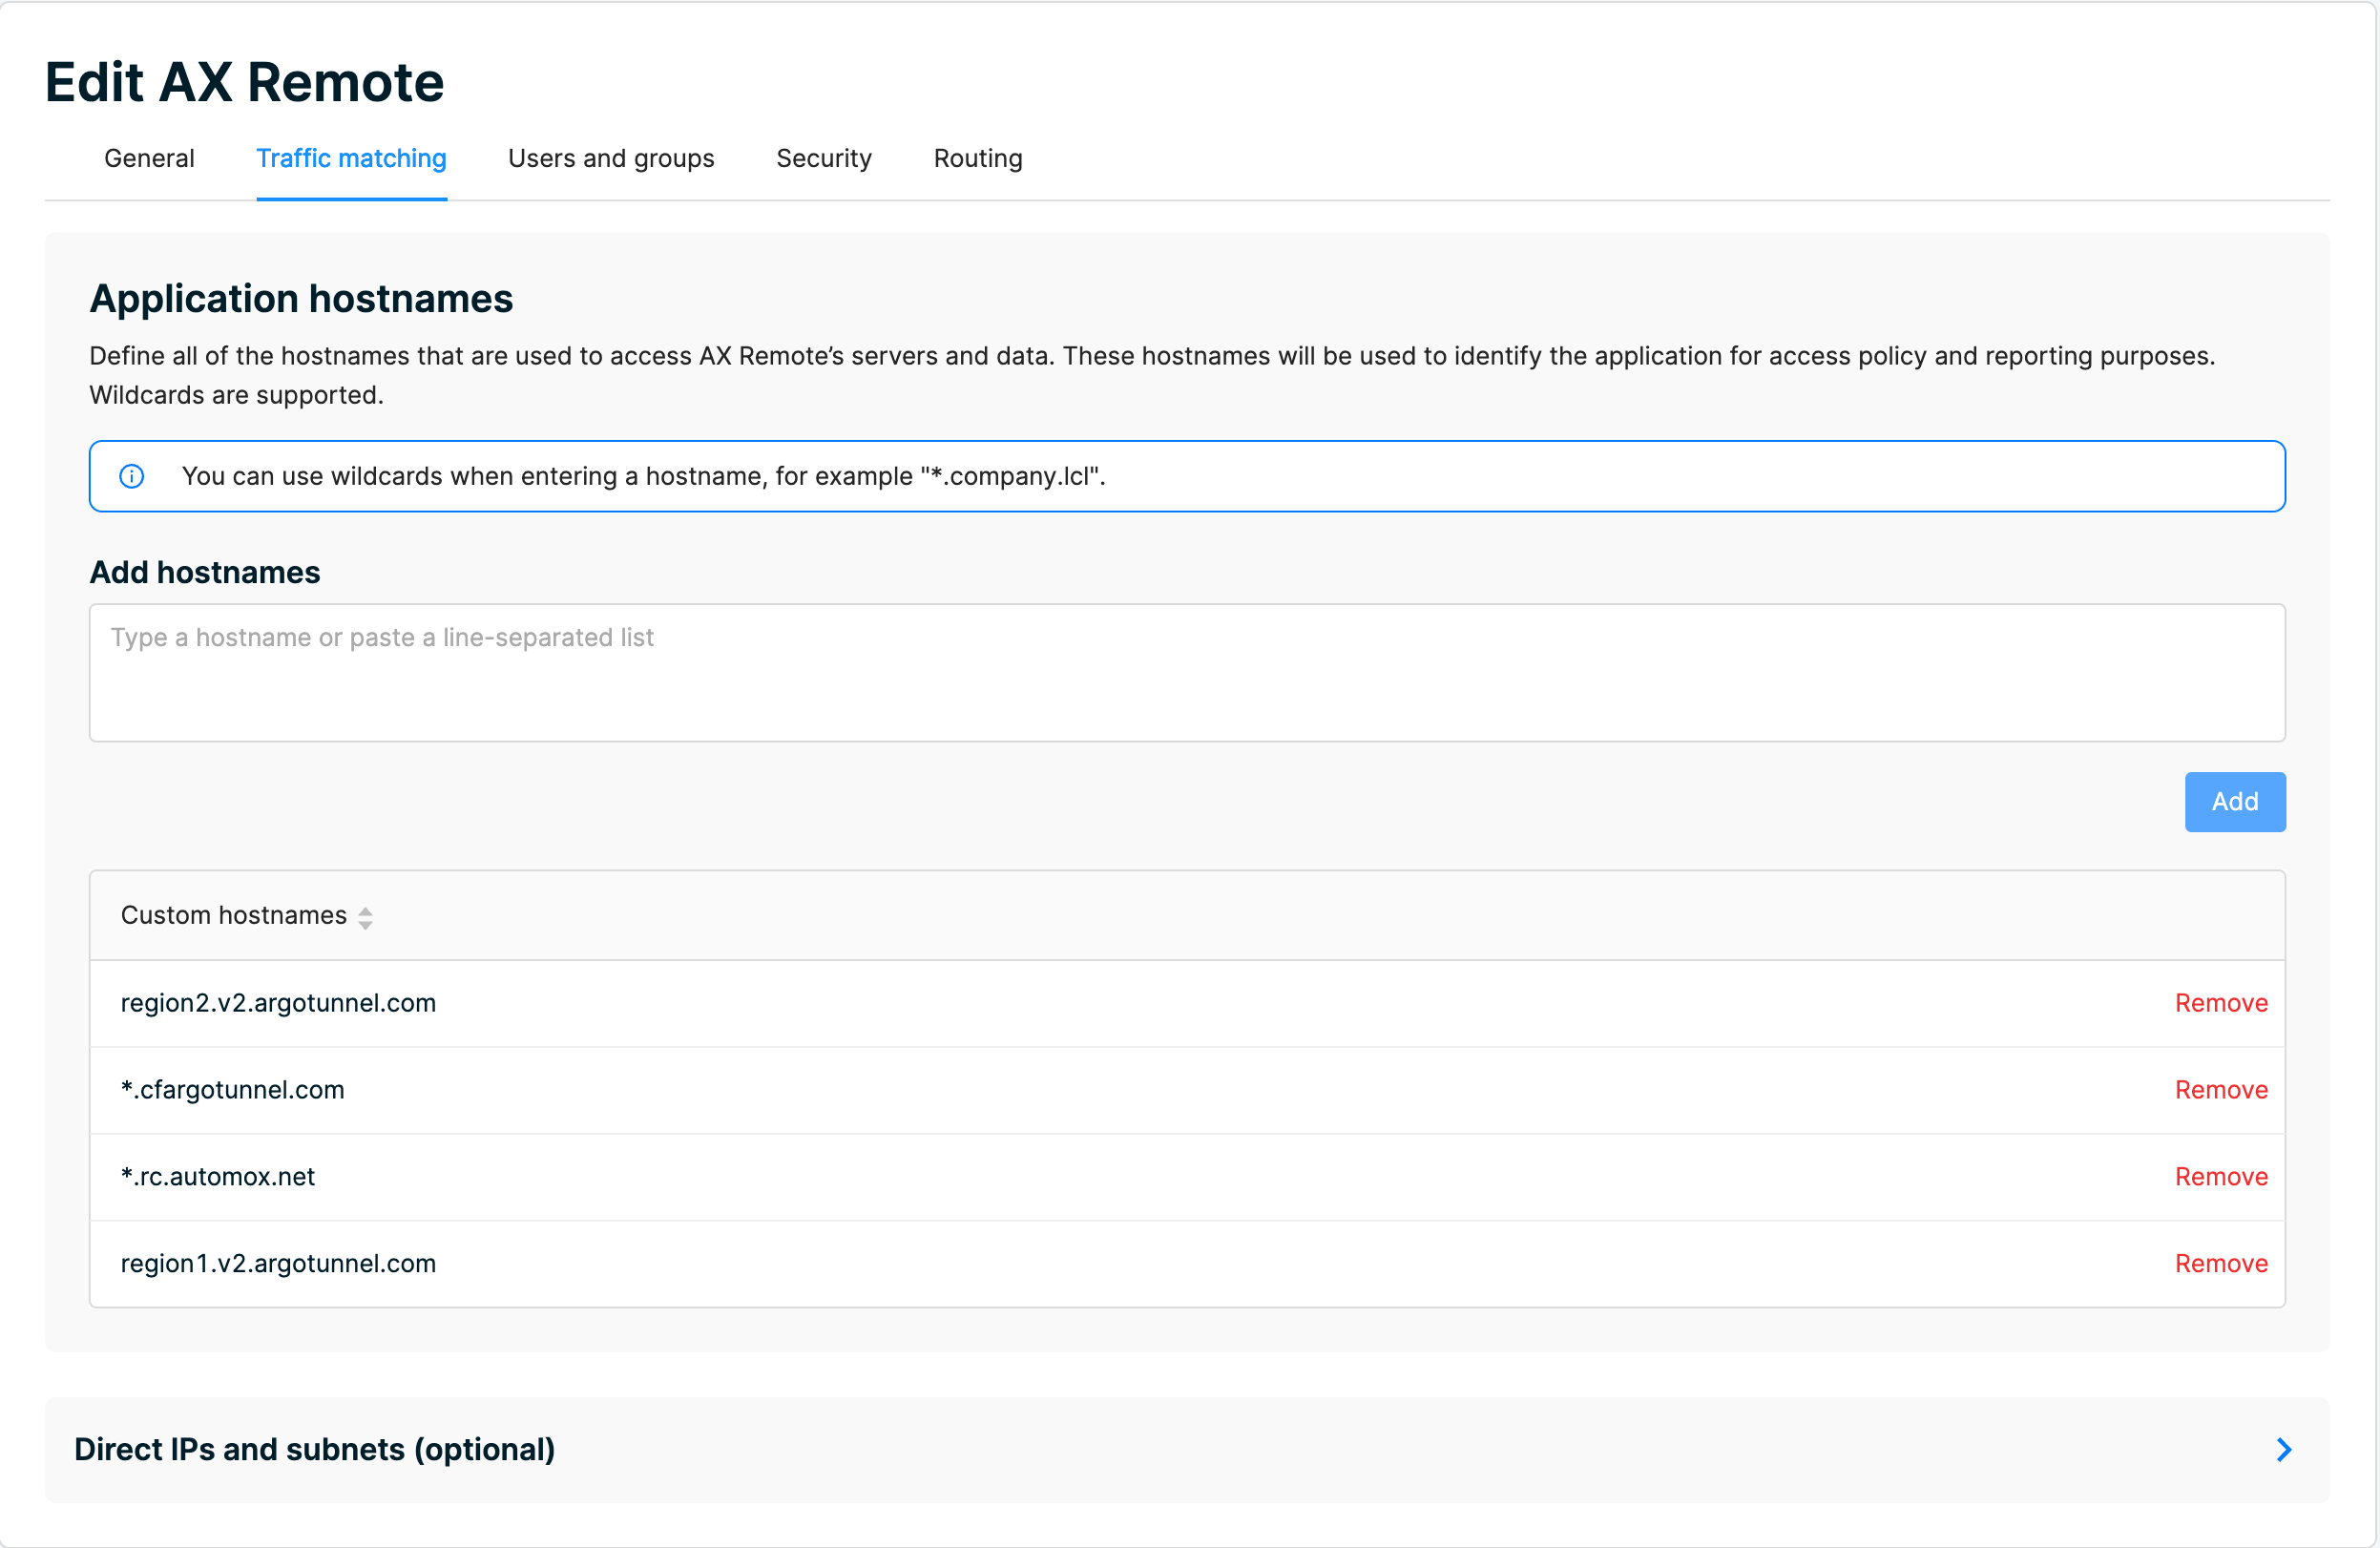 Edit AX Remote
General Traffic matching Users and groups Security Routing
Application hostnames
Define all of the hostnames that are used to access AX Remote’s servers and data. These hostnames will be used to identify the application for access policy and reporting purposes.
Wildcards are supported.
You can use wildcards when entering a hostname, for example "*.company.lcl".
Add hostnames
Type a hostname or paste a line-separated list
Add
Custom hostnames
region2.v2.argotunnel.com Remove
*.cfargotunnel.com Remove
*.rc.automox.net Remove
region1.v2.argotunnel.com Remove
Direct IPs and subnets (optional)